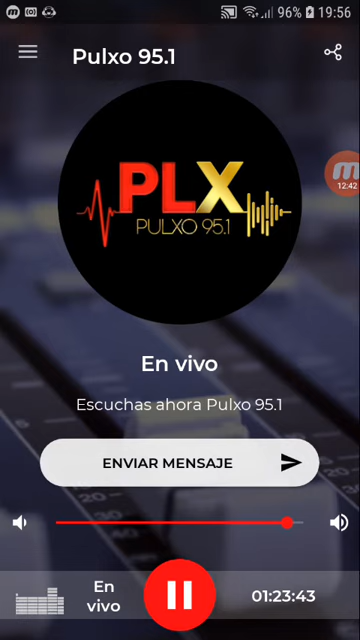 96% 19:56
Pulxo 95.1
12:42
PLX
PULXO 95.1
En vivo
Escuchas ahora Pulxo 95.1
ENVIAR MENSAJE
En
vivo
01:23:43